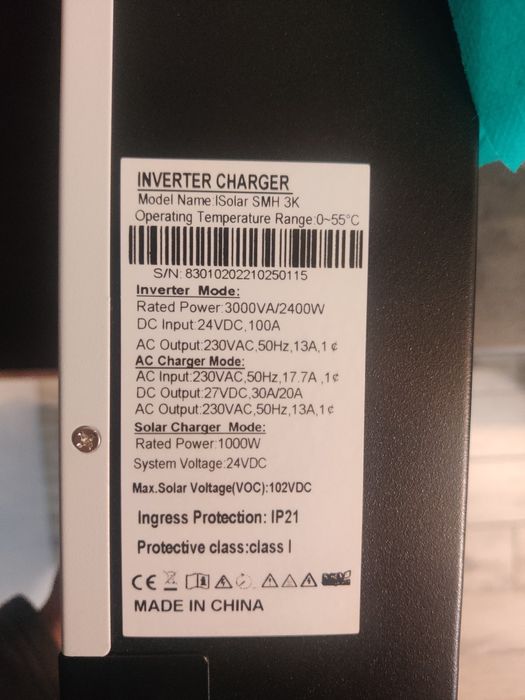 INVERTER CHARGER
Model Name:ISolar SMH 3K
Operating Temperature Range:0~55°C
S/N: 83010202210250115
Inverter Mode:
Rated Power:3000VA/2400W
DC Input:24VDC,100A
AC Output:230VAC,50Hz,13A,1¢
AC Charger Mode:
AC Input:230VAC,50Hz,17.7A ,1¢
DC Output:27VDC,30A/20A
AC Output:230VAC,50Hz,13A,1¢
Solar Charger Mode:
Rated Power:1000W
System Voltage:24VDC
Max.Solar Voltage(VOC):102VDC
Ingress Protection: IP21
Protective class:class I
CE
MADE IN CHINA